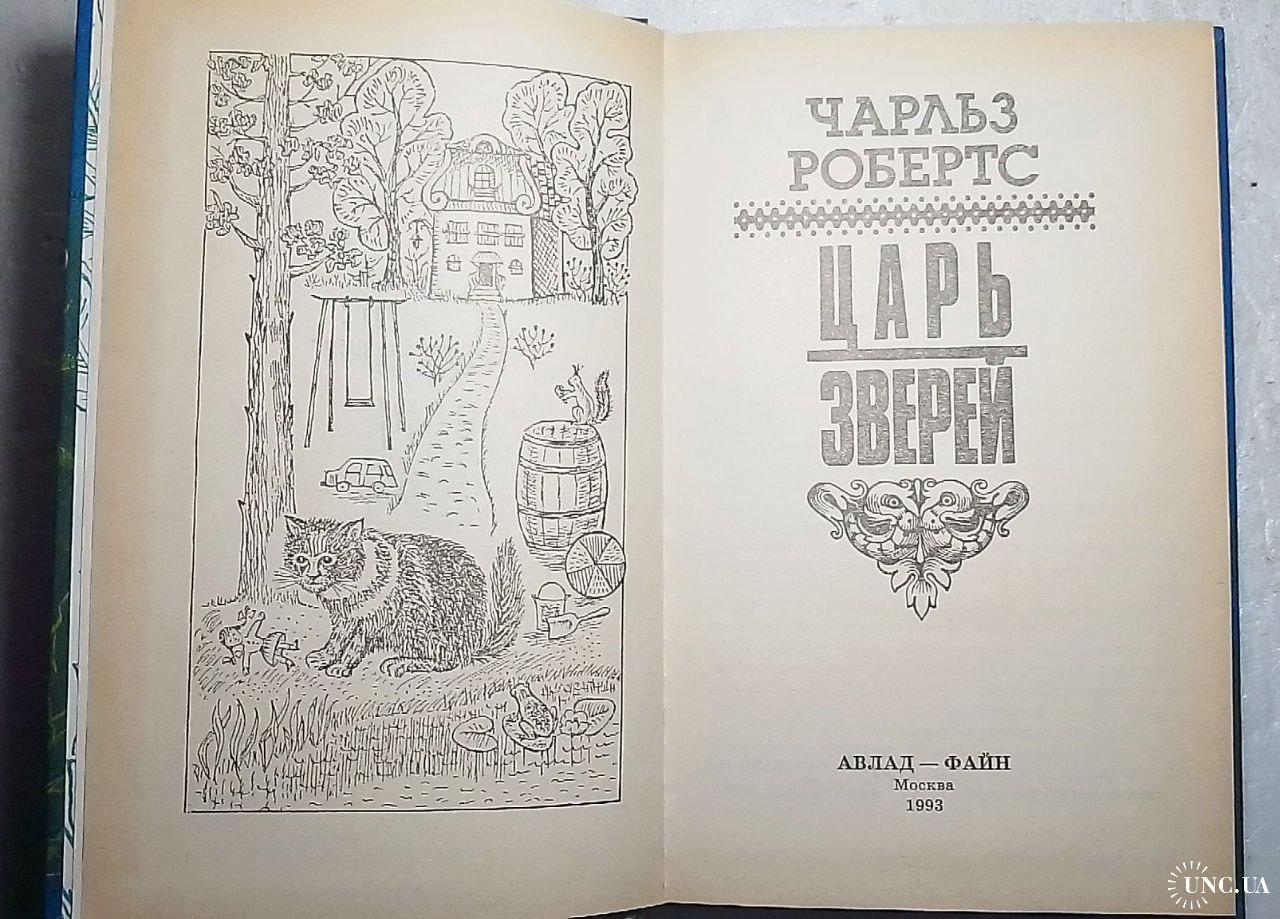 ЧАРЛЬЗ
РОБЕРТС
ЦАРЬ
ЗВЕРЕЙ
АВЛАД — ФАЙН
Москва
1993
UNC.UA